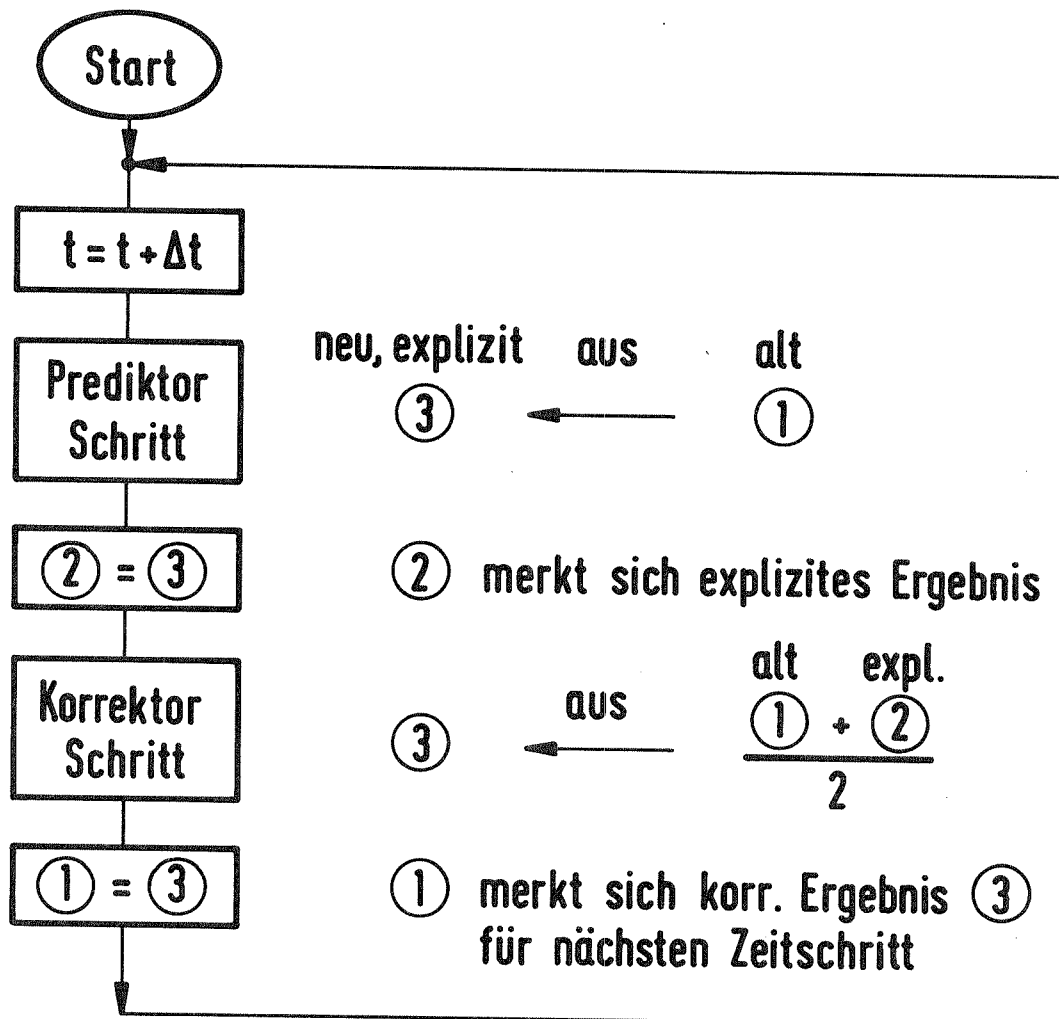 Start
t = t + Δt
neu, explizit aus alt
Prediktor
Schritt
③ ①
② = ③
② merkt sich explizites Ergebnis
Korrektor
Schritt
③ aus
alt expl.
① + ②
2
① = ③
① merkt sich korr. Ergebnis ③
für nächsten Zeitschritt